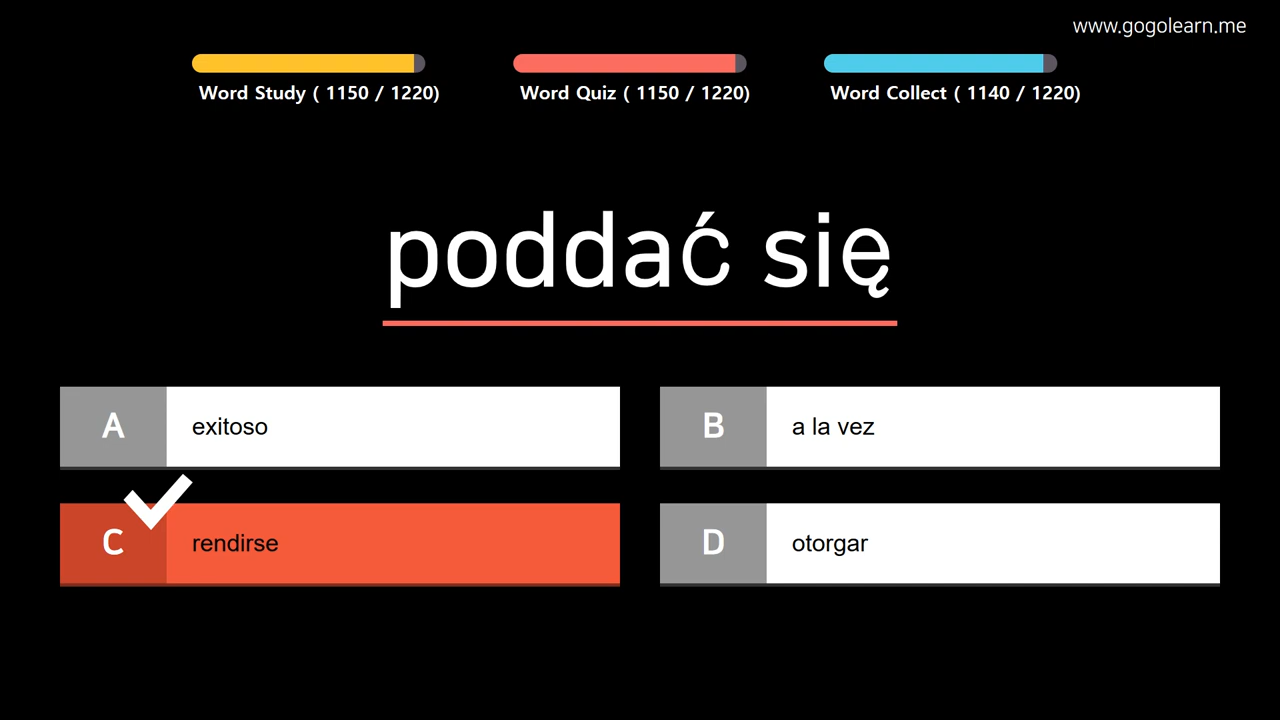 www.gogolearn.me
Word Study ( 1150 / 1220)
Word Quiz ( 1150 / 1220)
Word Collect ( 1140 / 1220)
poddać się
A exitoso
B a la vez
C rendirse
D otorgar